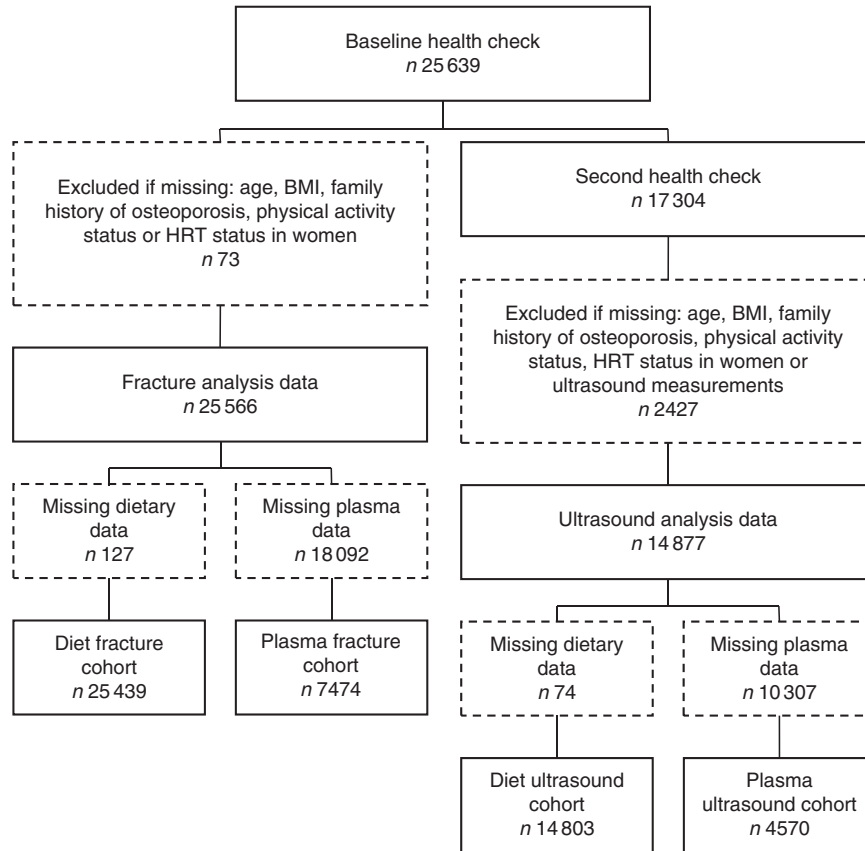 Baseline health check
n 25 639
Excluded if missing: age, BMI, family
history of osteoporosis, physical activity
status or HRT status in women
n 73
Second health check
n 17 304
Excluded if missing: age, BMI, family
history of osteoporosis, physical activity
status, HRT status in women or
ultrasound measurements
n 2427
Fracture analysis data
n 25 566
Missing dietary
data
n 127
Missing plasma
data
n 18 092
Ultrasound analysis data
n 14 877
Diet fracture
cohort
n 25 439
Plasma fracture
cohort
n 7474
Missing dietary
data
n 74
Missing plasma
data
n 10 307
Diet ultrasound
cohort
n 14 803
Plasma
ultrasound cohort
n 4570